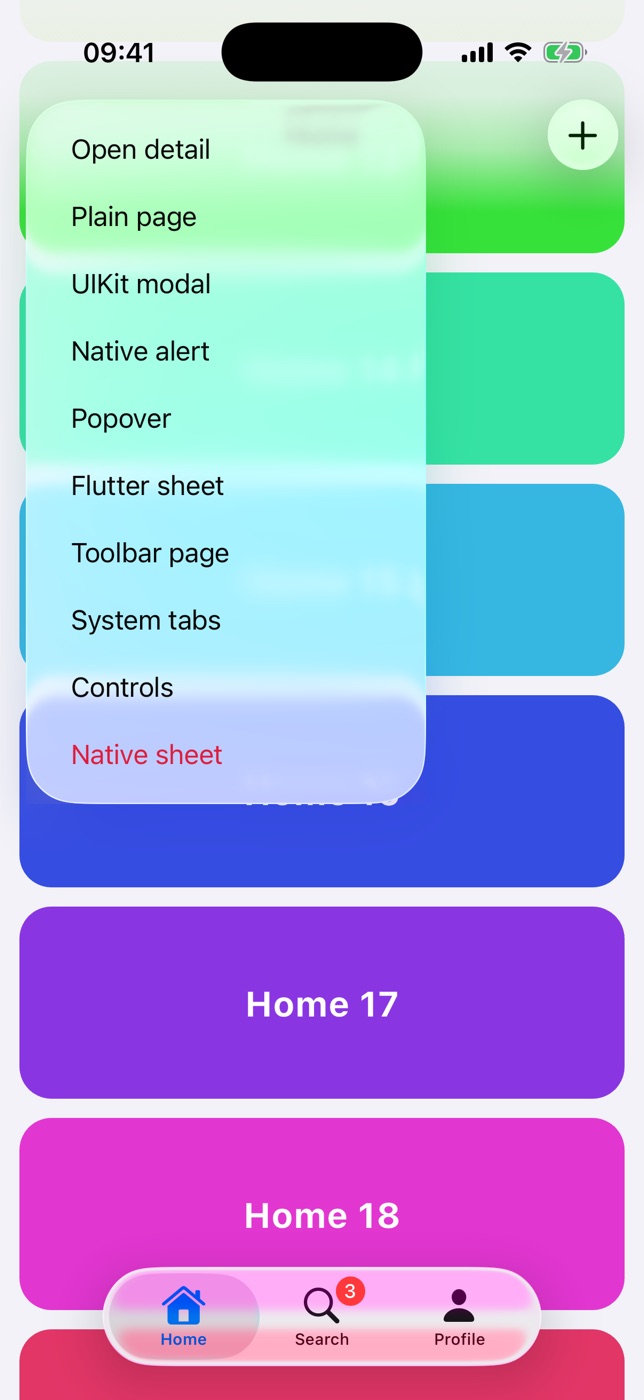 09:41
Open detail
Plain page
UIKit modal
Native alert
Popover
Flutter sheet
Toolbar page
System tabs
Controls
Native sheet
Home 17
Home 18
3
Home
Search
Profile